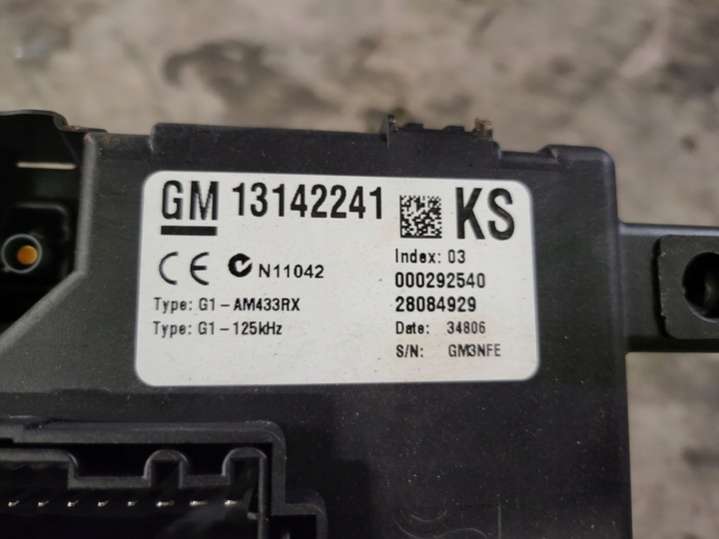 GM 13142241 KS
Index: 03
CE N11042
000292540
Type: G1-AM433RX
28084929
Type: G1-125kHz
Date: 34806
S/N: GM3NFE